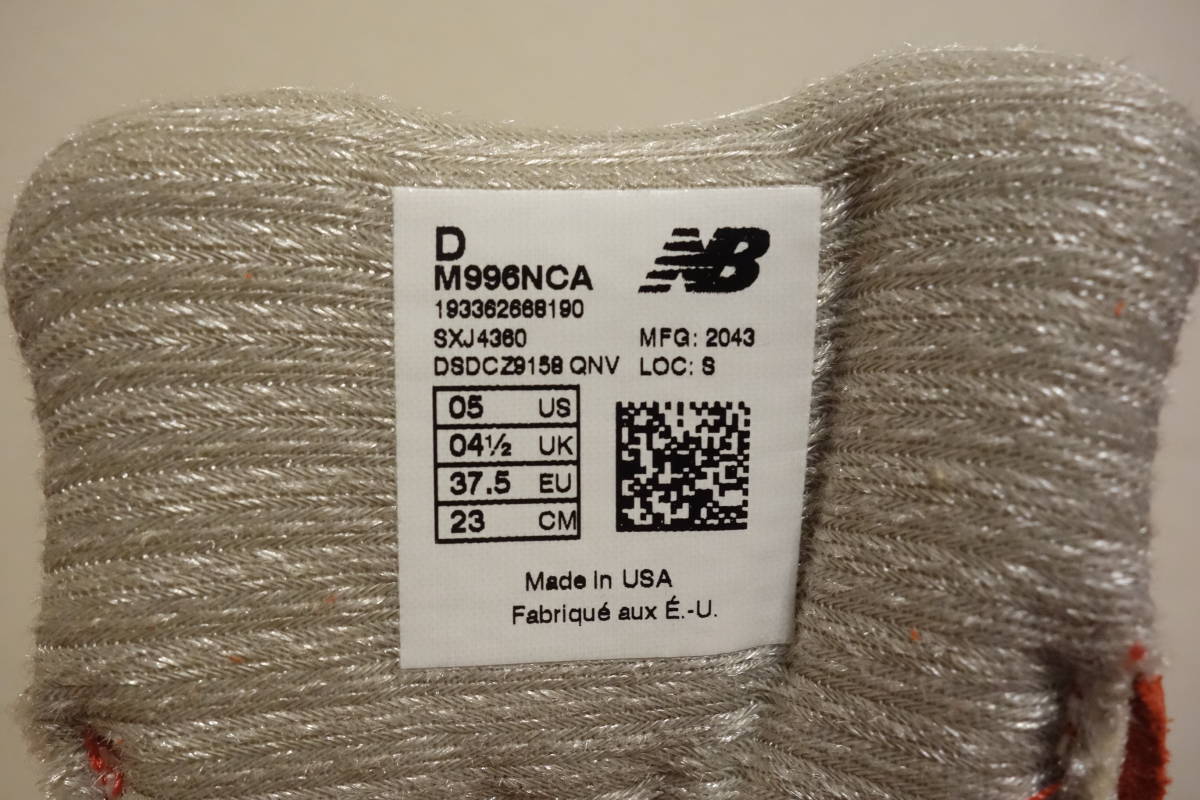 D
NB
M996NCA
193362668190
SXJ4360 MFG: 2043
DSDCZ9158 QNV LOC: S
05 US
04½ UK
37.5 EU
23 CM
Made in USA
Fabriqué aux É.-U.